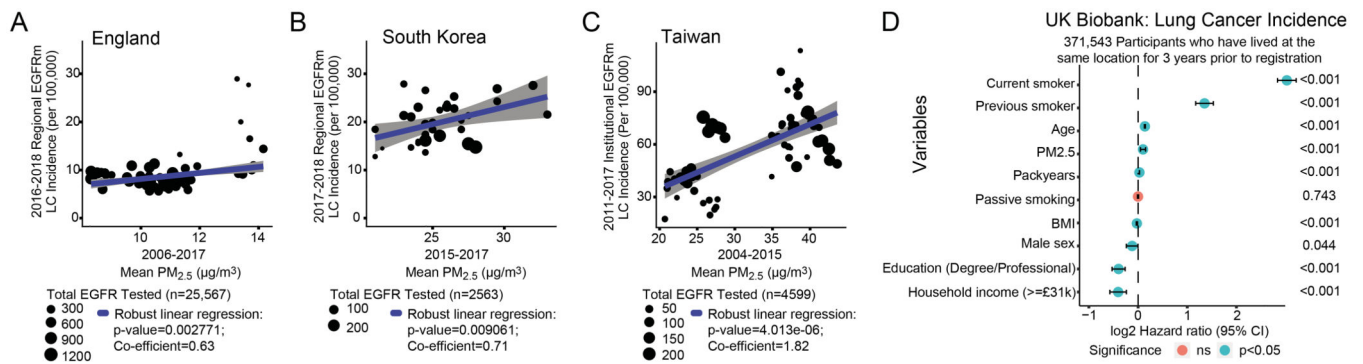 A
England
2016-2018 Regional EGFRm
LC Incidence (per 100,000)
30
20
10
0
10
12
14
2006-2017
Mean PM2.5 (µg/m³)
Total EGFR Tested (n=25,567)
300
600
900
1200
Robust linear regression:
p-value=0.002771;
Co-efficient=0.63
B
South Korea
2017-2018 Regional EGFRm
LC Incidence (per 100,000)
30
20
10
0
25
30
2015-2017
Mean PM2.5 (µg/m³)
Total EGFR Tested (n=2563)
100
200
Robust linear regression:
p-value=0.009061;
Co-efficient=0.71
C
Taiwan
2011-2017 Institutional EGFRm
LC Incidence (Per 100,000)
90
60
30
20
25
30
35
40
2004-2015
Mean PM2.5 (µg/m³)
Total EGFR Tested (n=4599)
50
100
150
200
Robust linear regression:
p-value=4.013e-06;
Co-efficient=1.82
D
UK Biobank: Lung Cancer Incidence
371,543 Participants who have lived at the
same location for 3 years prior to registration
Variables
Current smoker <0.001
Previous smoker <0.001
Age <0.001
PM2.5 <0.001
Packyears <0.001
Passive smoking 0.743
BMI <0.001
Male sex 0.044
Education (Degree/Professional) <0.001
Household income (>=£31k) <0.001
−1 0 1 2
log2 Hazard ratio (95% CI)
Significance ns p<0.05